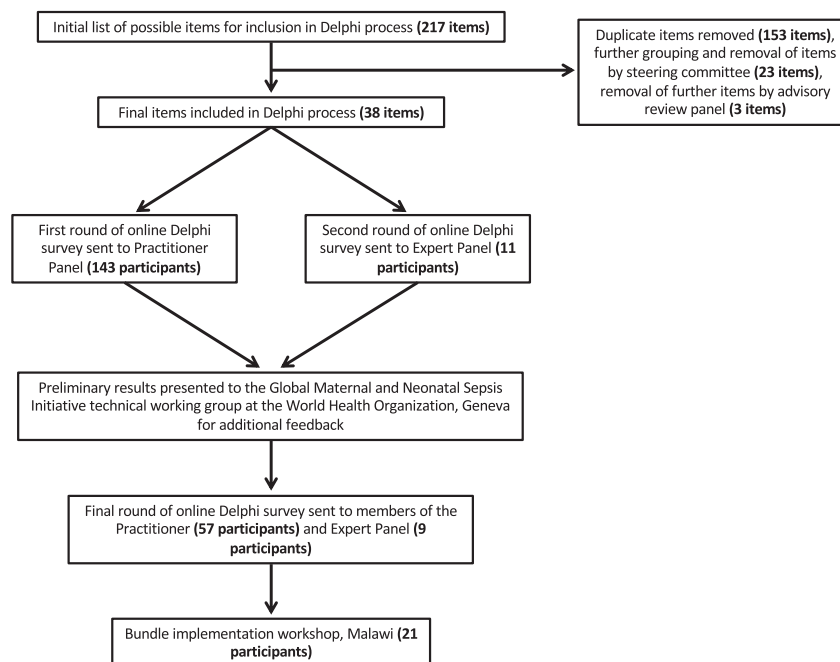 Initial list of possible items for inclusion in Delphi process (217 items)
Duplicate items removed (153 items),
further grouping and removal of items
by steering committee (23 items),
removal of further items by advisory
review panel (3 items)
Final items included in Delphi process (38 items)
First round of online Delphi
survey sent to Practitioner
Panel (143 participants)
Second round of online Delphi
survey sent to Expert Panel (11
participants)
Preliminary results presented to the Global Maternal and Neonatal Sepsis
Initiative technical working group at the World Health Organization, Geneva
for additional feedback
Final round of online Delphi survey sent to members of the
Practitioner (57 participants) and Expert Panel (9
participants)
Bundle implementation workshop, Malawi (21
participants)